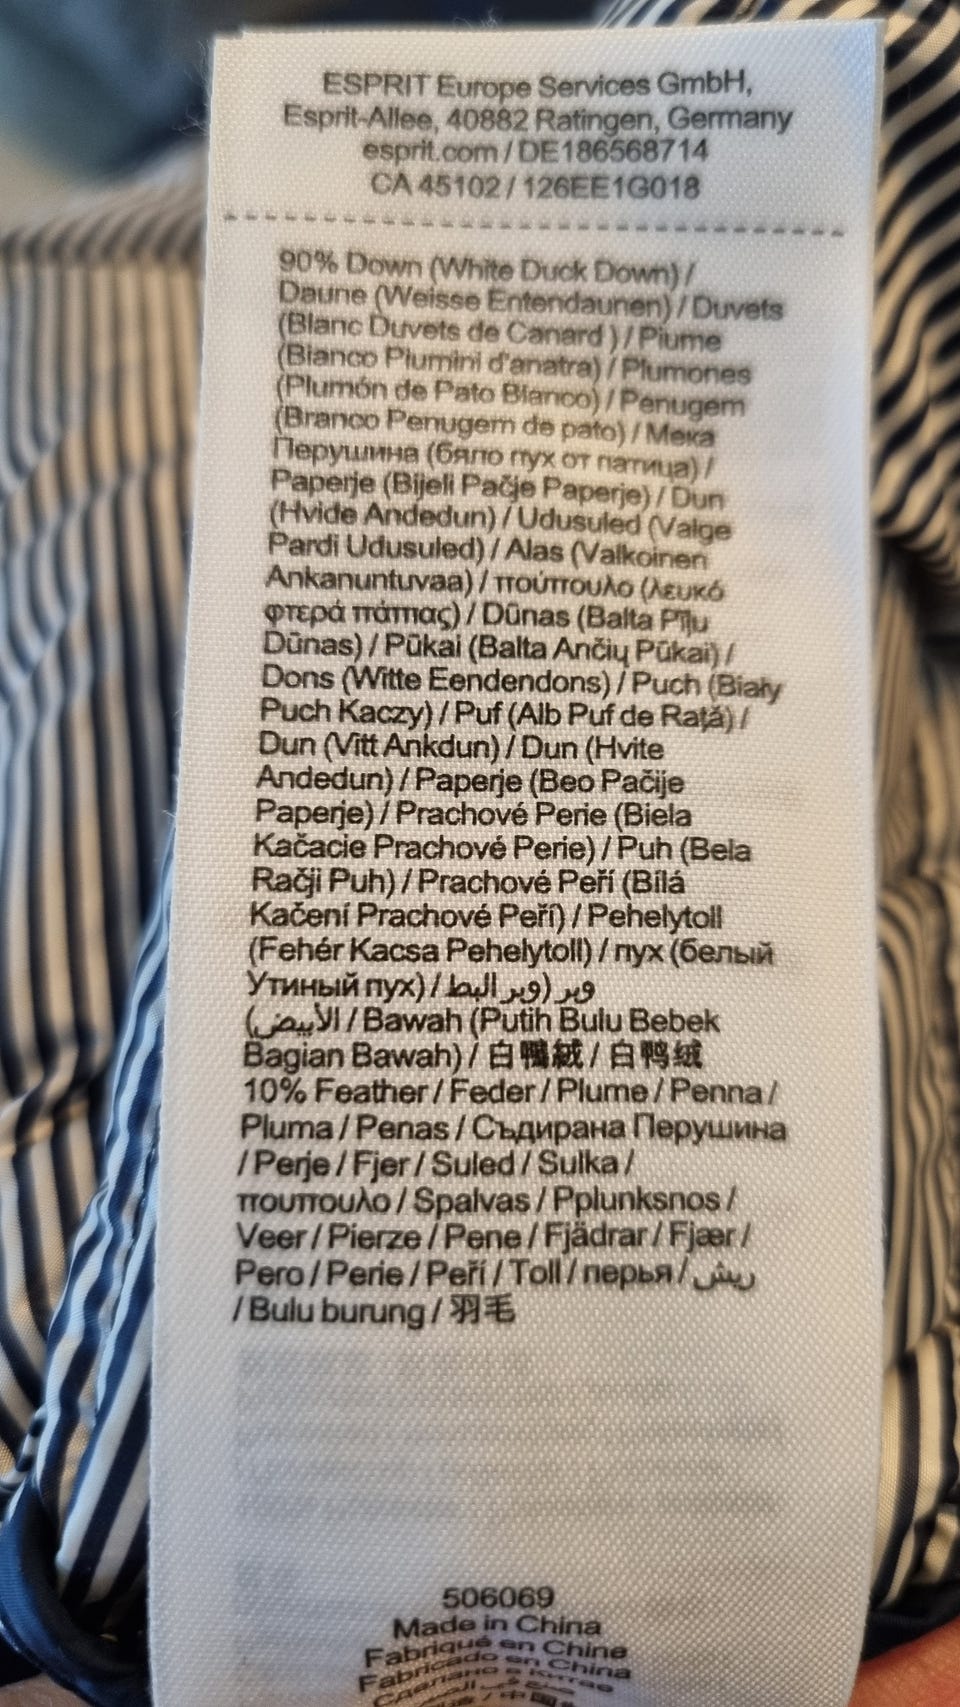 ESPRIT Europe Services GmbH,
Esprit-Allee, 40882 Ratingen, Germany
esprit.com / DE186568714
CA 45102 / 126EE1G018
90% Down (White Duck Down) /
Daune (Weisse Entendaunen) / Duvets
(Blanc Duvets de Canard ) / Piume
(Bianco Piumini d'anatra) / Plumones
(Plumón de Pato Blanco) / Penugem
(Branco Penugem de pato) / Мека
Перушина (бяло пух от патица) /
Paperje (Bijeli Pačje Paperje) / Dun
(Hvide Andedun) / Udusuled (Valge
Pardi Udusuled) / Alas (Valkoinen
Ankanuntuvaa) / πούπουλο (λευκό
φτερά πάπιας) / Dūnas (Balta Pīļu
Dūnas) / Pūkai (Balta Ančių Pūkai) /
Dons (Witte Eendendons) / Puch (Biały
Puch Kaczy) / Puf (Alb Puf de Rață) /
Dun (Vitt Ankdun) / Dun (Hvite
Andedun) / Paperje (Beo Pačije
Paperje) / Prachové Perie (Biela
Kačacie Prachové Perie) / Puh (Bela
Račji Puh) / Prachové Peří (Bílá
Kačení Prachové Peří) / Pehelytoll
(Fehér Kacsa Pehelytoll) / пух (белый
Утиный пух) / وبر (وبر البط
الأبيض) / Bawah (Putih Bulu Bebek
Bagian Bawah) / 白鴨絨 / 白鸭绒
10% Feather / Feder / Plume / Penna /
Pluma / Penas / Съдирана Перушина
/ Perje / Fjer / Suled / Sulka /
πουπουλο / Spalvas / Pplunksnos /
Veer / Pierze / Pene / Fjädrar / Fjær /
Pero / Perie / Peří / Toll / перья / ريش
/ Bulu burung / 羽毛
506069
Made in China
Fabriqué en Chine
Fabricado en China
Сделано в Китае